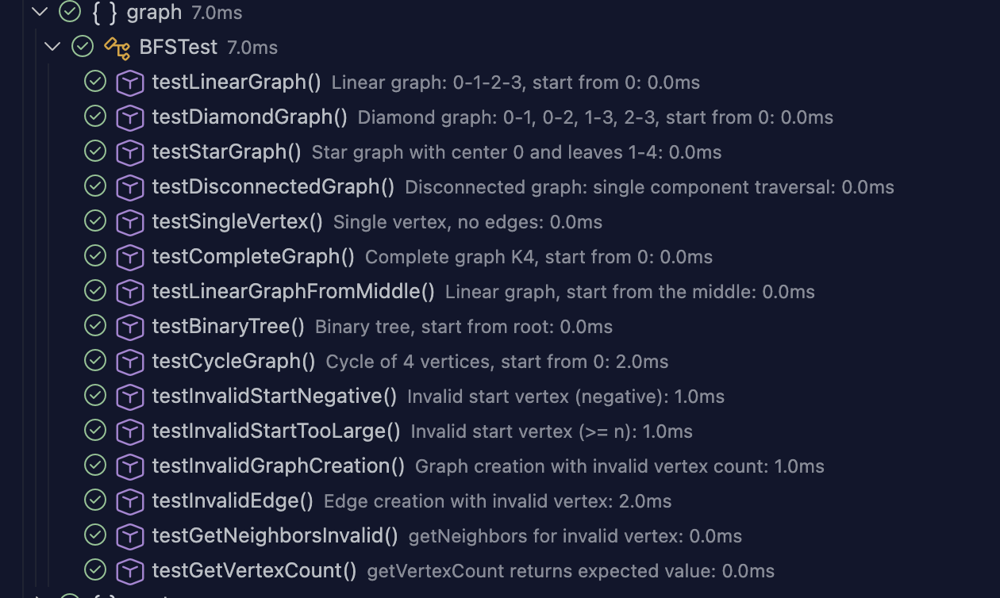 { } graph 7.0ms
BFSTest 7.0ms
testLinearGraph() Linear graph: 0-1-2-3, start from 0: 0.0ms
testDiamondGraph() Diamond graph: 0-1, 0-2, 1-3, 2-3, start from 0: 0.0ms
testStarGraph() Star graph with center 0 and leaves 1-4: 0.0ms
testDisconnectedGraph() Disconnected graph: single component traversal: 0.0ms
testSingleVertex() Single vertex, no edges: 0.0ms
testCompleteGraph() Complete graph K4, start from 0: 0.0ms
testLinearGraphFromMiddle() Linear graph, start from the middle: 0.0ms
testBinaryTree() Binary tree, start from root: 0.0ms
testCycleGraph() Cycle of 4 vertices, start from 0: 2.0ms
testInvalidStartNegative() Invalid start vertex (negative): 1.0ms
testInvalidStartTooLarge() Invalid start vertex (>= n): 1.0ms
testInvalidGraphCreation() Graph creation with invalid vertex count: 1.0ms
testInvalidEdge() Edge creation with invalid vertex: 2.0ms
testGetNeighborsInvalid() getNeighbors for invalid vertex: 0.0ms
testGetVertexCount() getVertexCount returns expected value: 0.0ms